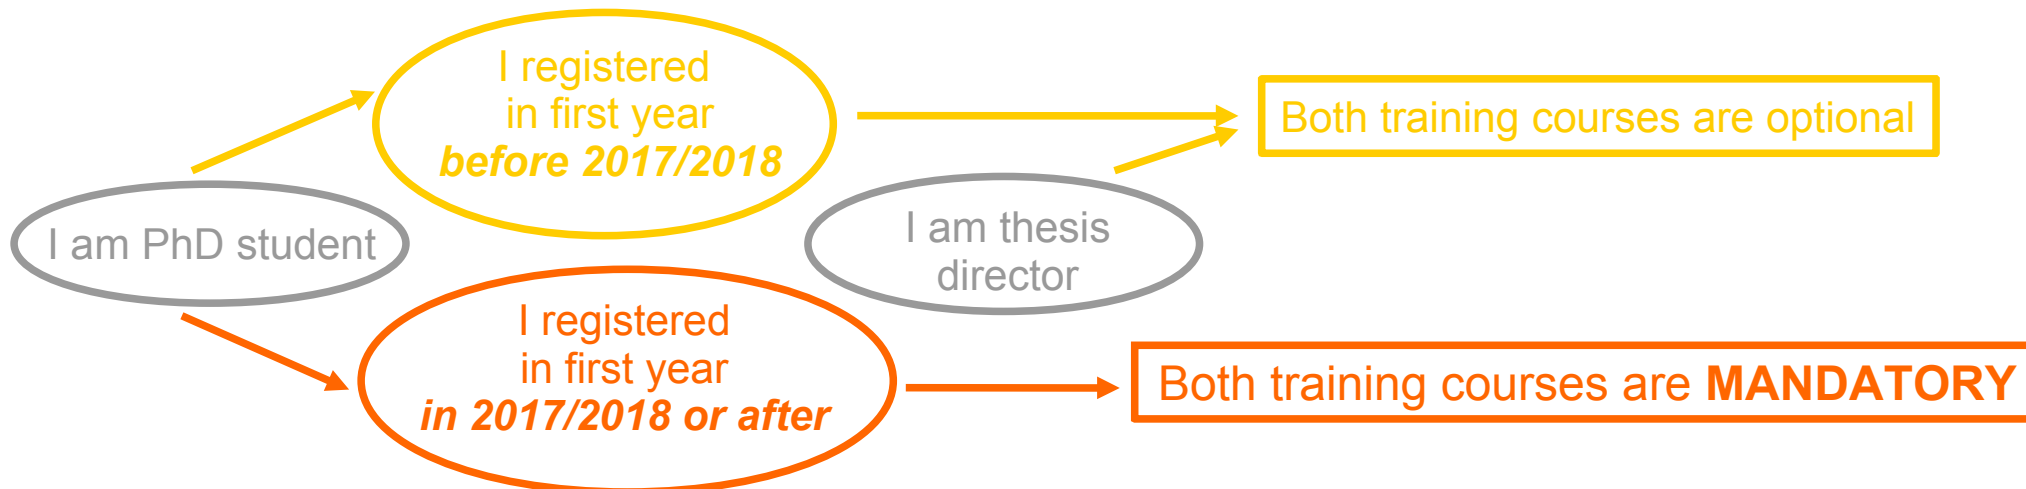 I registered
in first year
before 2017/2018
Both training courses are optional
I am PhD student
I am thesis
director
I registered
in first year
in 2017/2018 or after
Both training courses are MANDATORY